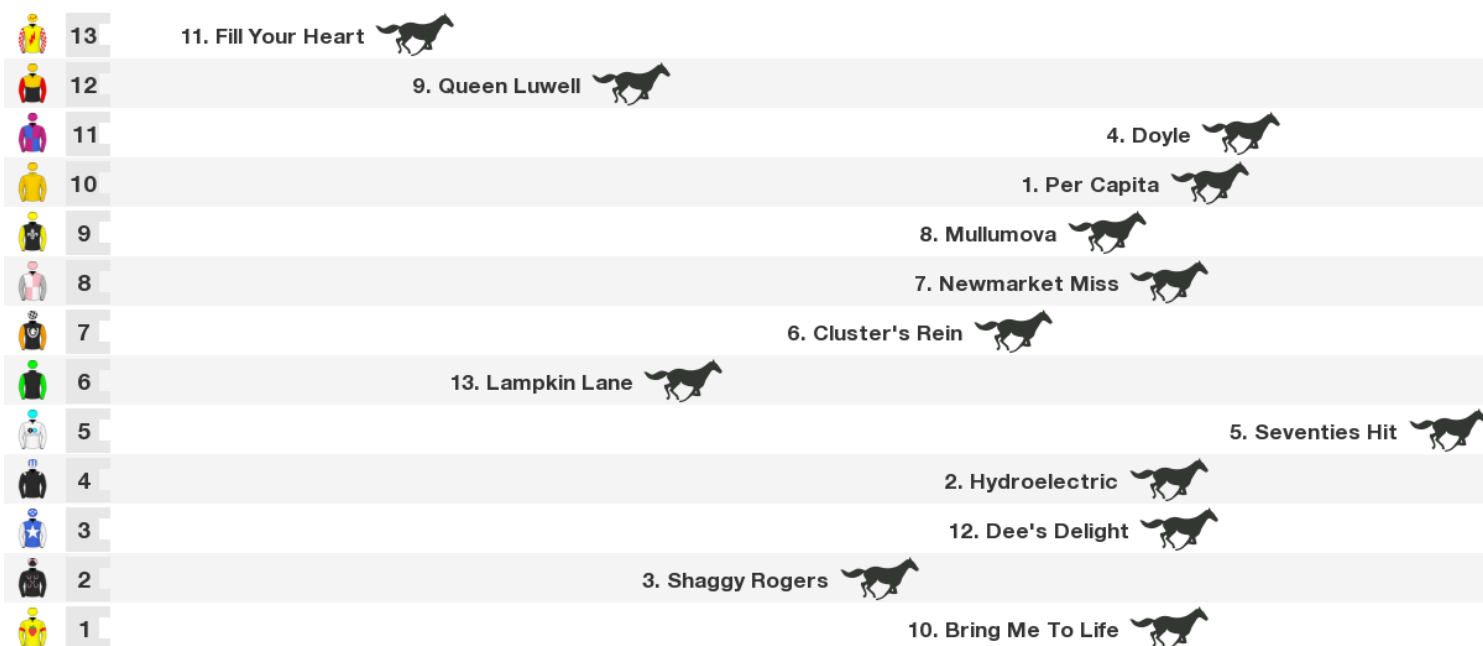 13 11. Fill Your Heart
12 9. Queen Luwell
11 4. Doyle
10 1. Per Capita
9 8. Mullumova
8 7. Newmarket Miss
7 6. Cluster's Rein
6 13. Lampkin Lane
5 5. Seventies Hit
4 2. Hydroelectric
3 12. Dee's Delight
2 3. Shaggy Rogers
1 10. Bring Me To Life